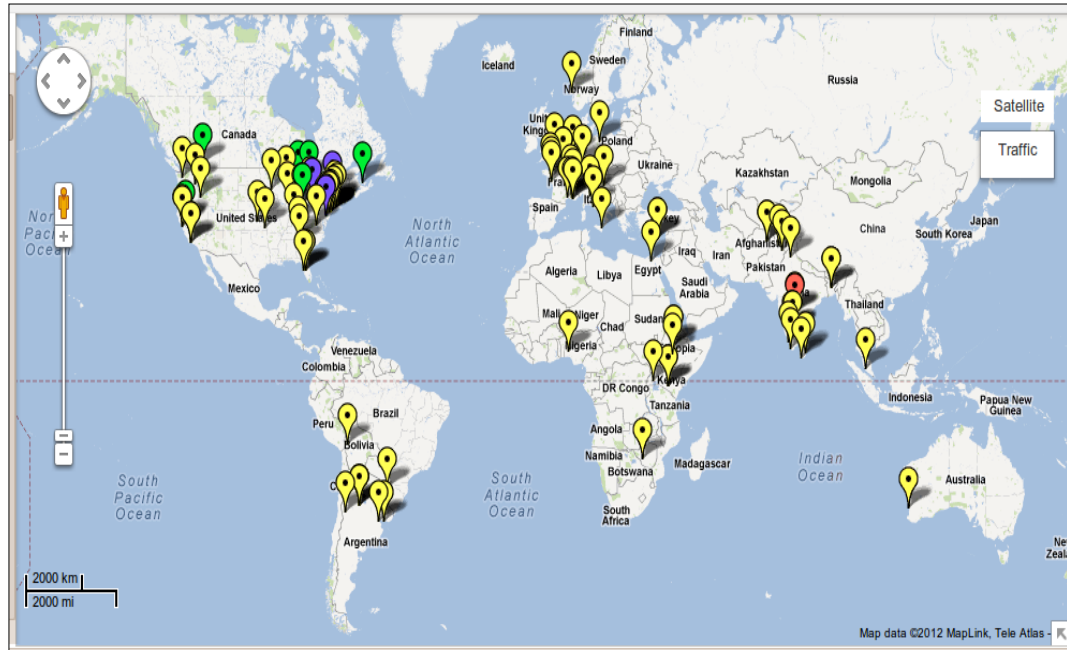 Finland
Iceland
Sweden
Russia
Norway
Satellite
Canada
Poland
Traffic
Ukraine
Kazakhstan
Mongolia
North
Atlantic
Ocean
Spain
United States
China
Japan
South Korea
Afghanistan
Iraq
Iran
Pakistan
Algeria
Libya
Egypt
Saudi
Arabia
Mexico
Thailand
Mali
Niger
Chad
Sudan
Nigeria
Venezuela
Colombia
Kenya
DR Congo
Tanzania
Indonesia
Papua New
Guinea
Peru
Brazil
Angola
Bolivia
Namibia
Botswana
Madagascar
Indian
Ocean
Australia
South
Pacific
Ocean
South
Atlantic
Ocean
South
Africa
Argentina
2000 km
2000 mi
Map data ©2012 MapLink, Tele Atlas -